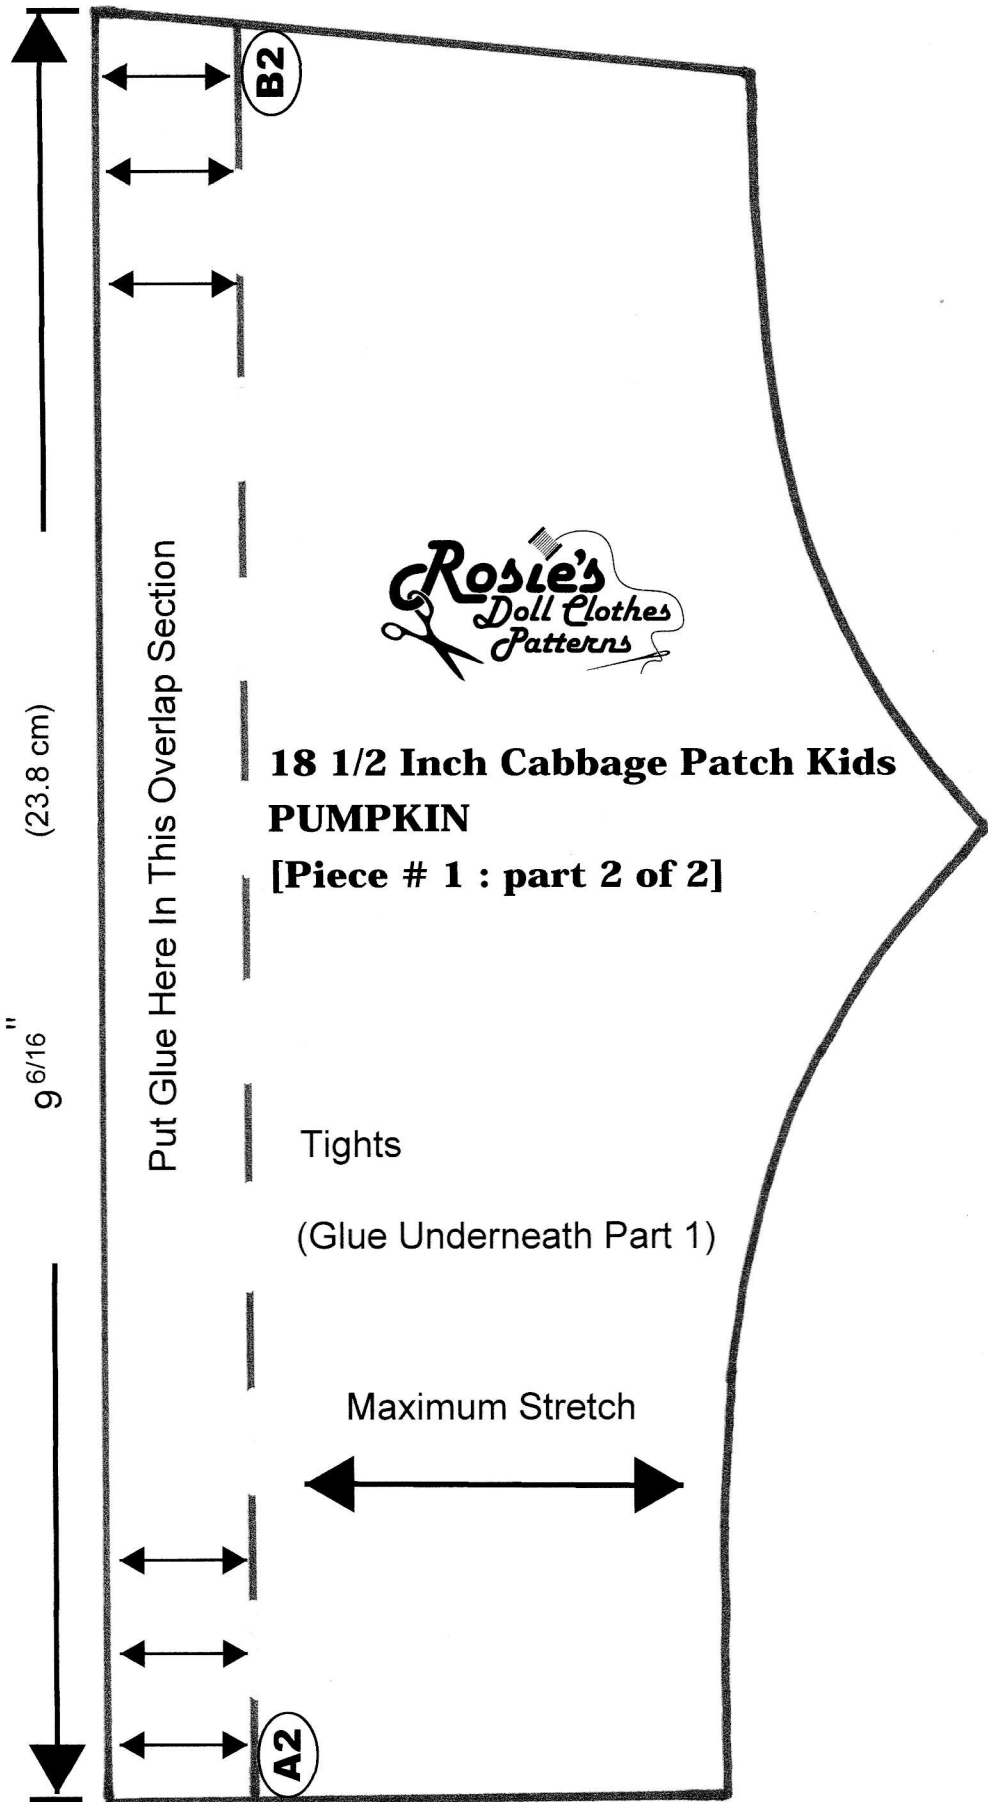 B2
Rosie's
Doll Clothes
Patterns
(23.8 cm)
9 6/16 "
Put Glue Here In This Overlap Section
18 1/2 Inch Cabbage Patch Kids
PUMPKIN
[Piece # 1 : part 2 of 2]
Tights
(Glue Underneath Part 1)
Maximum Stretch
A2